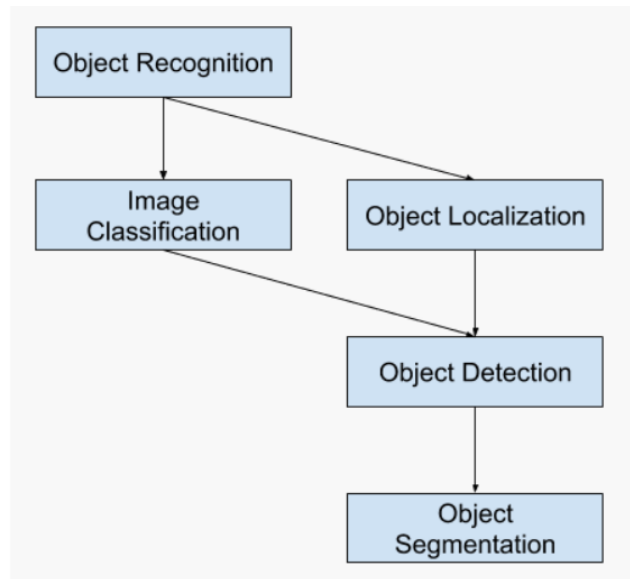 Object Recognition
Image
Classification
Object Localization
Object Detection
Object
Segmentation